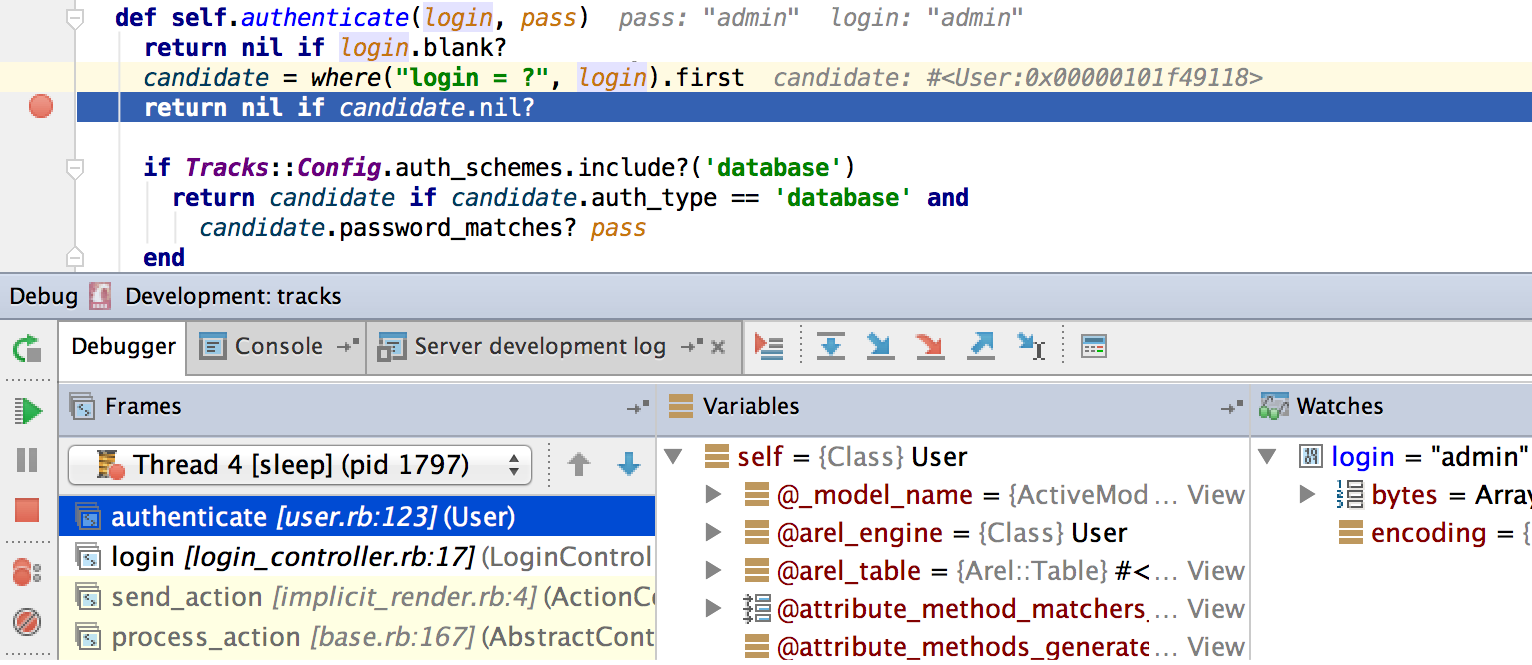 def self.authenticate(login, pass)  pass: "admin"  login: "admin"
return nil if login.blank?
candidate = where("login = ?", login).first  candidate: #<User:0x00000101f49118>
return nil if candidate.nil?
if Tracks::Config.auth_schemes.include?('database')
return candidate if candidate.auth_type == 'database' and
candidate.password_matches? pass
end
Debug Development: tracks
Debugger Console Server development log
Frames
Thread 4 [sleep] (pid 1797)
authenticate [user.rb:123] (User)
login [login_controller.rb:17] (LoginControl
send_action [implicit_render.rb:4] (ActionCo
process_action [base.rb:167] (AbstractCont
Variables
self = {Class} User
@_model_name = {ActiveMod... View
@arel_engine = {Class} User
@arel_table = {Arel::Table} #<... View
@attribute_method_matchers... View
@attribute_methods_generate... View
Watches
login = "admin"
bytes = Array
encoding = {